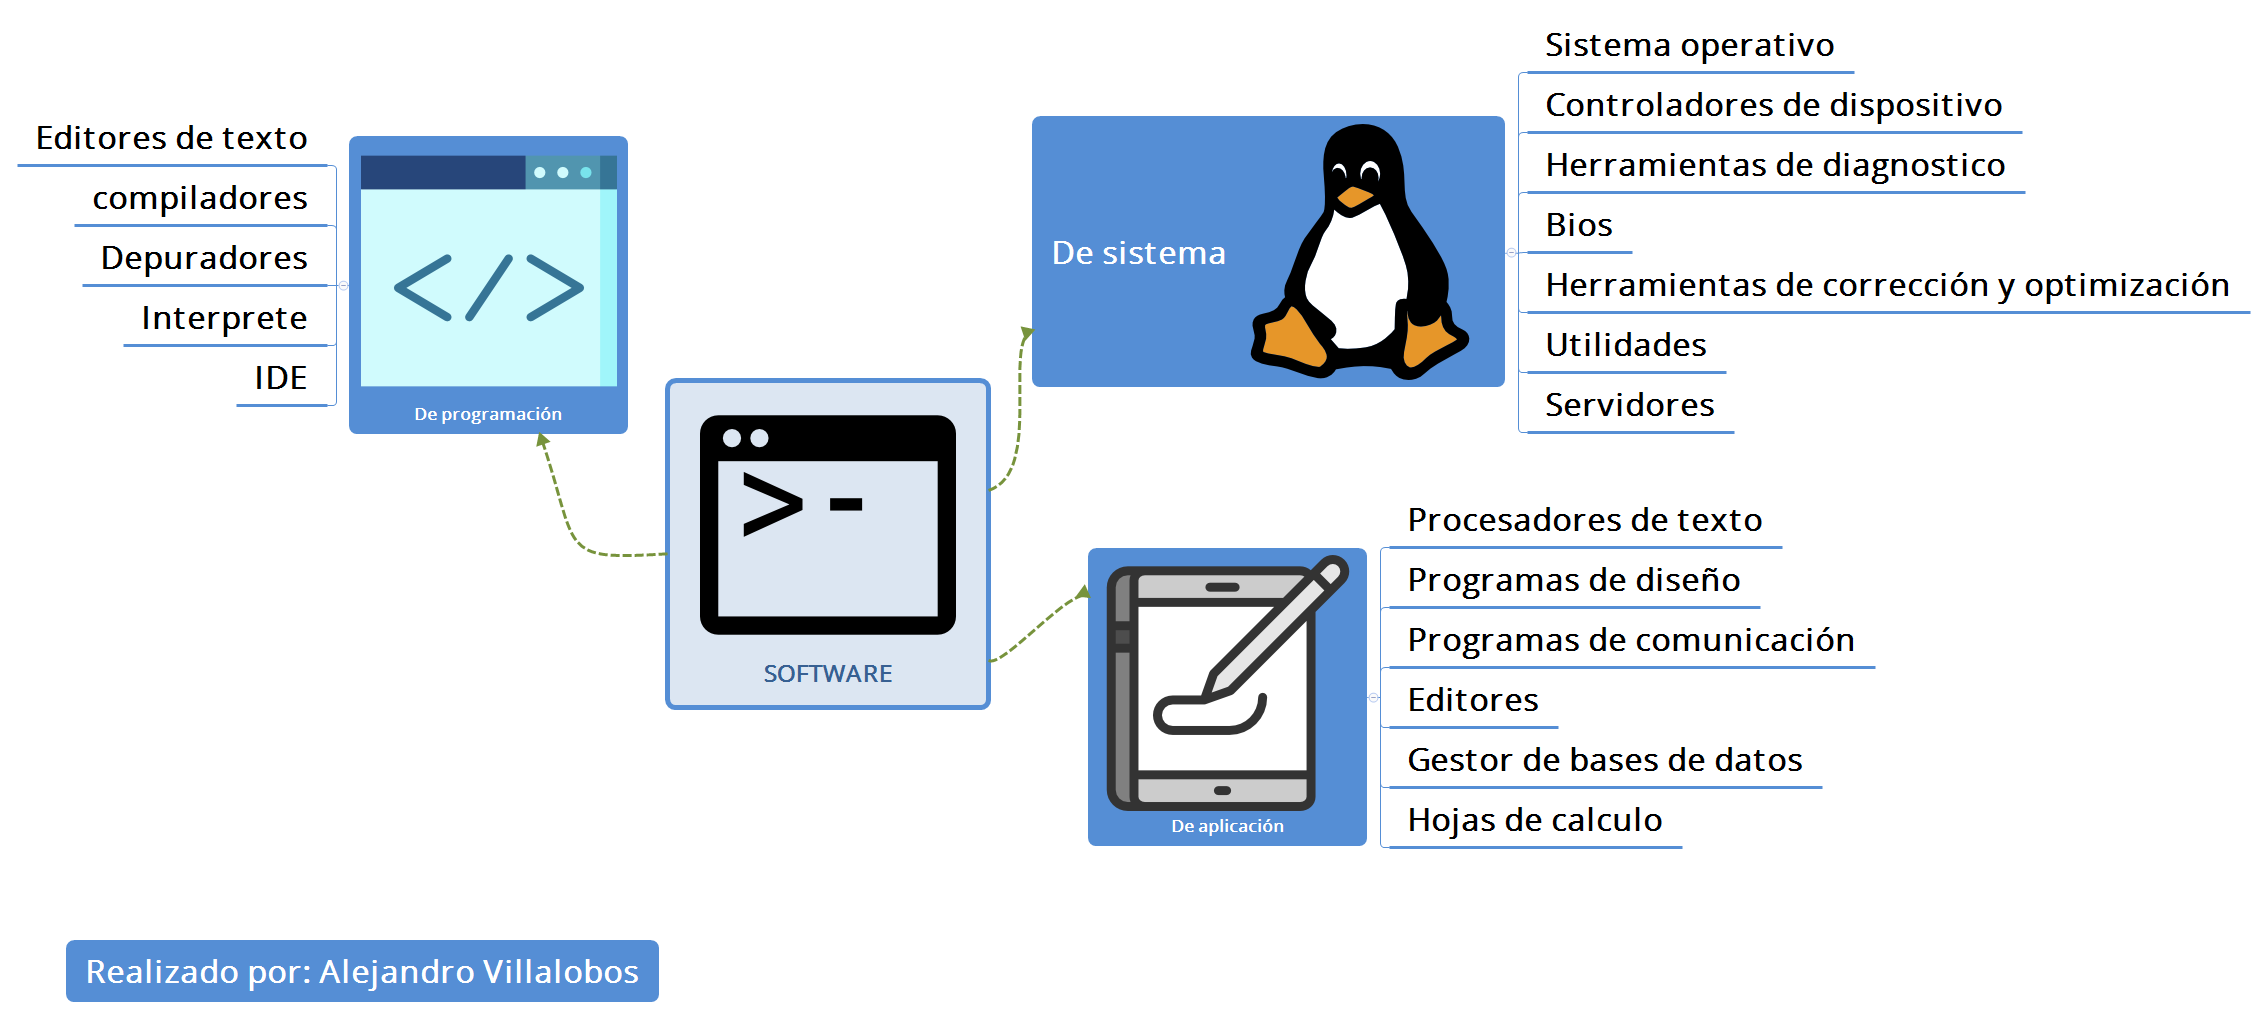 Editores de texto
compiladores
Depuradores
Interprete
IDE
</>
De programación
>-
SOFTWARE
De sistema
Sistema operativo
Controladores de dispositivo
Herramientas de diagnostico
Bios
Herramientas de corrección y optimización
Utilidades
Servidores
De aplicación
Procesadores de texto
Programas de diseño
Programas de comunicación
Editores
Gestor de bases de datos
Hojas de calculo
Realizado por: Alejandro Villalobos